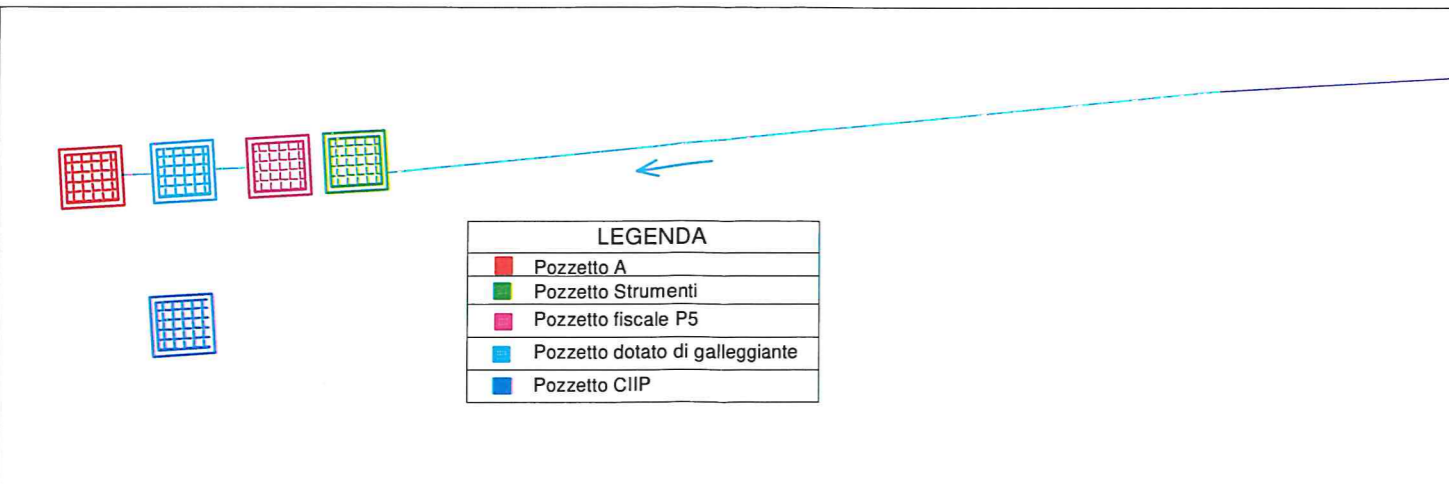 LEGENDA
Pozzetto A
Pozzetto Strumenti
Pozzetto fiscale P5
Pozzetto dotato di galleggiante
Pozzetto CIIP